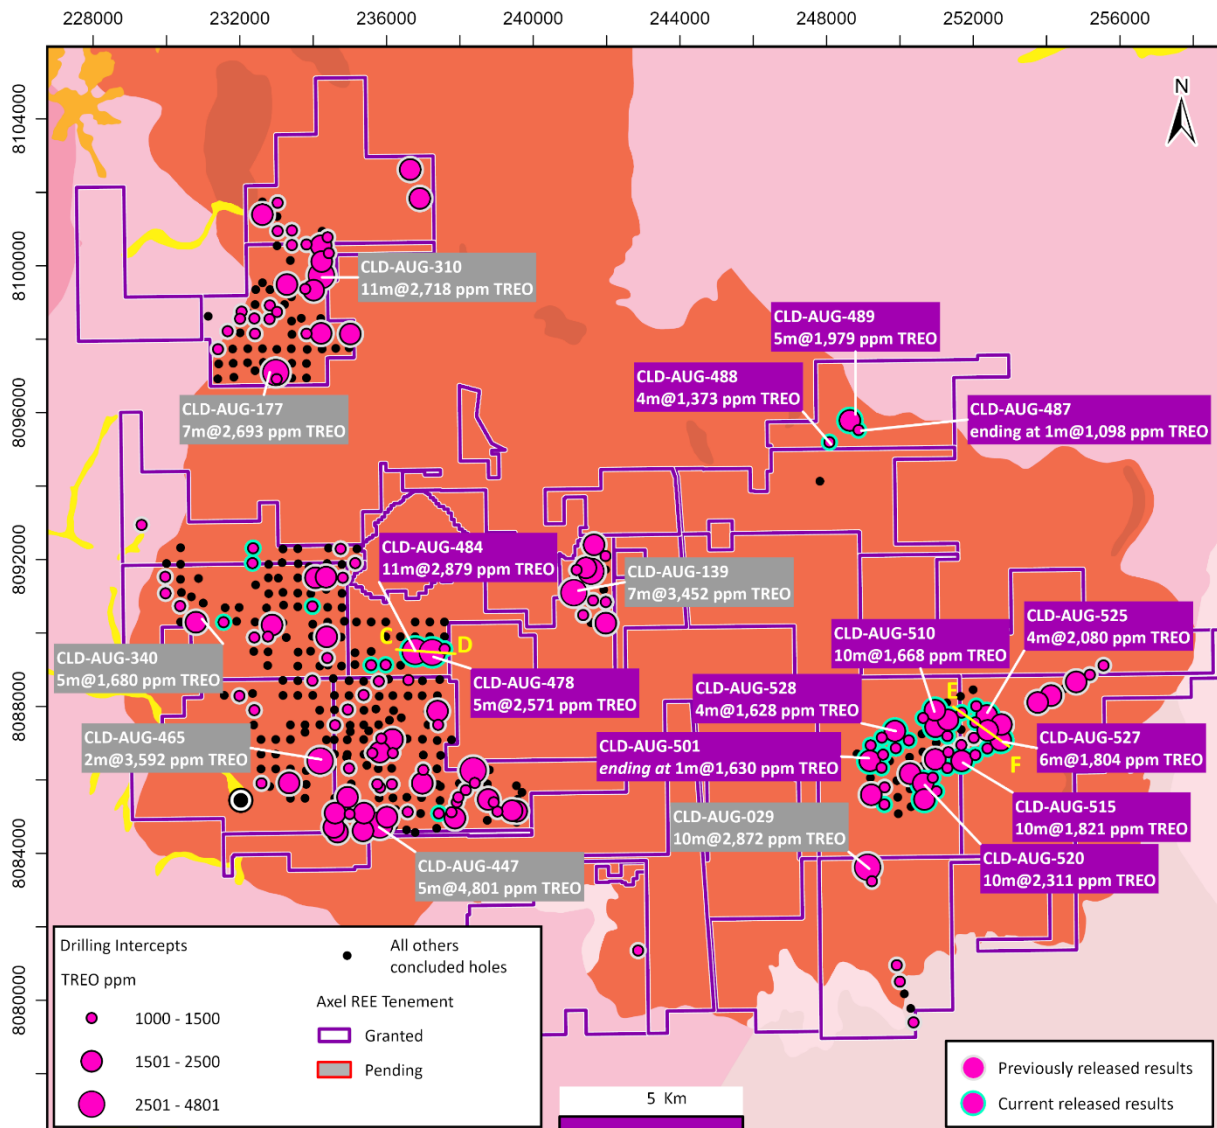 228000 232000 236000 240000 244000 248000 252000 256000
8104000
8100000
8096000
8092000
8088000
8084000
8080000
N
CLD-AUG-310
11m@2,718 ppm TREO
CLD-AUG-177
7m@2,693 ppm TREO
CLD-AUG-489
5m@1,979 ppm TREO
CLD-AUG-488
4m@1,373 ppm TREO
CLD-AUG-487
ending at 1m@1,098 ppm TREO
CLD-AUG-484
11m@2,879 ppm TREO
CLD-AUG-139
7m@3,452 ppm TREO
C
D
CLD-AUG-340
5m@1,680 ppm TREO
CLD-AUG-478
5m@2,571 ppm TREO
CLD-AUG-465
2m@3,592 ppm TREO
CLD-AUG-447
5m@4,801 ppm TREO
CLD-AUG-525
4m@2,080 ppm TREO
CLD-AUG-510
10m@1,668 ppm TREO
CLD-AUG-528
4m@1,628 ppm TREO
E
F
CLD-AUG-501
ending at 1m@1,630 ppm TREO
CLD-AUG-527
6m@1,804 ppm TREO
CLD-AUG-029
10m@2,872 ppm TREO
CLD-AUG-515
10m@1,821 ppm TREO
CLD-AUG-520
10m@2,311 ppm TREO
Drilling Intercepts
TREO ppm
1000 - 1500
1501 - 2500
2501 - 4801
All others
concluded holes
Axel REE Tenement
Granted
Pending
5 Km
Previously released results
Current released results